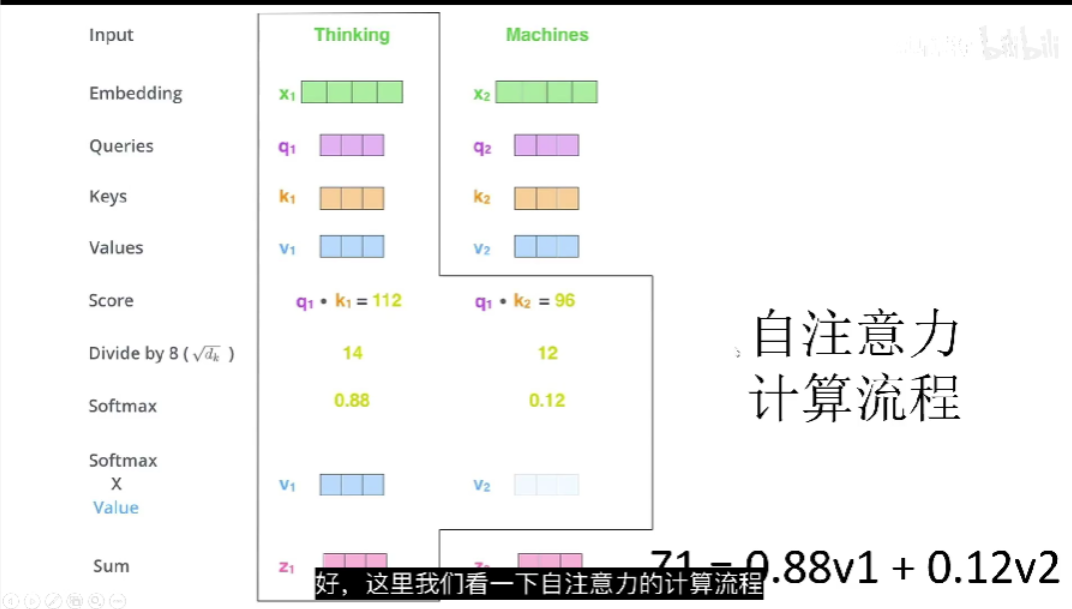 Input Thinking Machines
Embedding x₁ x₂
Queries q₁ q₂
Keys k₁ k₂
Values v₁ v₂
Score q₁ • k₁ = 112 q₁ • k₂ = 96
Divide by 8 ( √dₖ ) 14 12
Softmax 0.88 0.12
Softmax
X
Value
v₁ v₂
Sum z₁
自注意力
计算流程
Z1 = 0.88v1 + 0.12v2
好，这里我们看一下自注意力的计算流程
bilibili